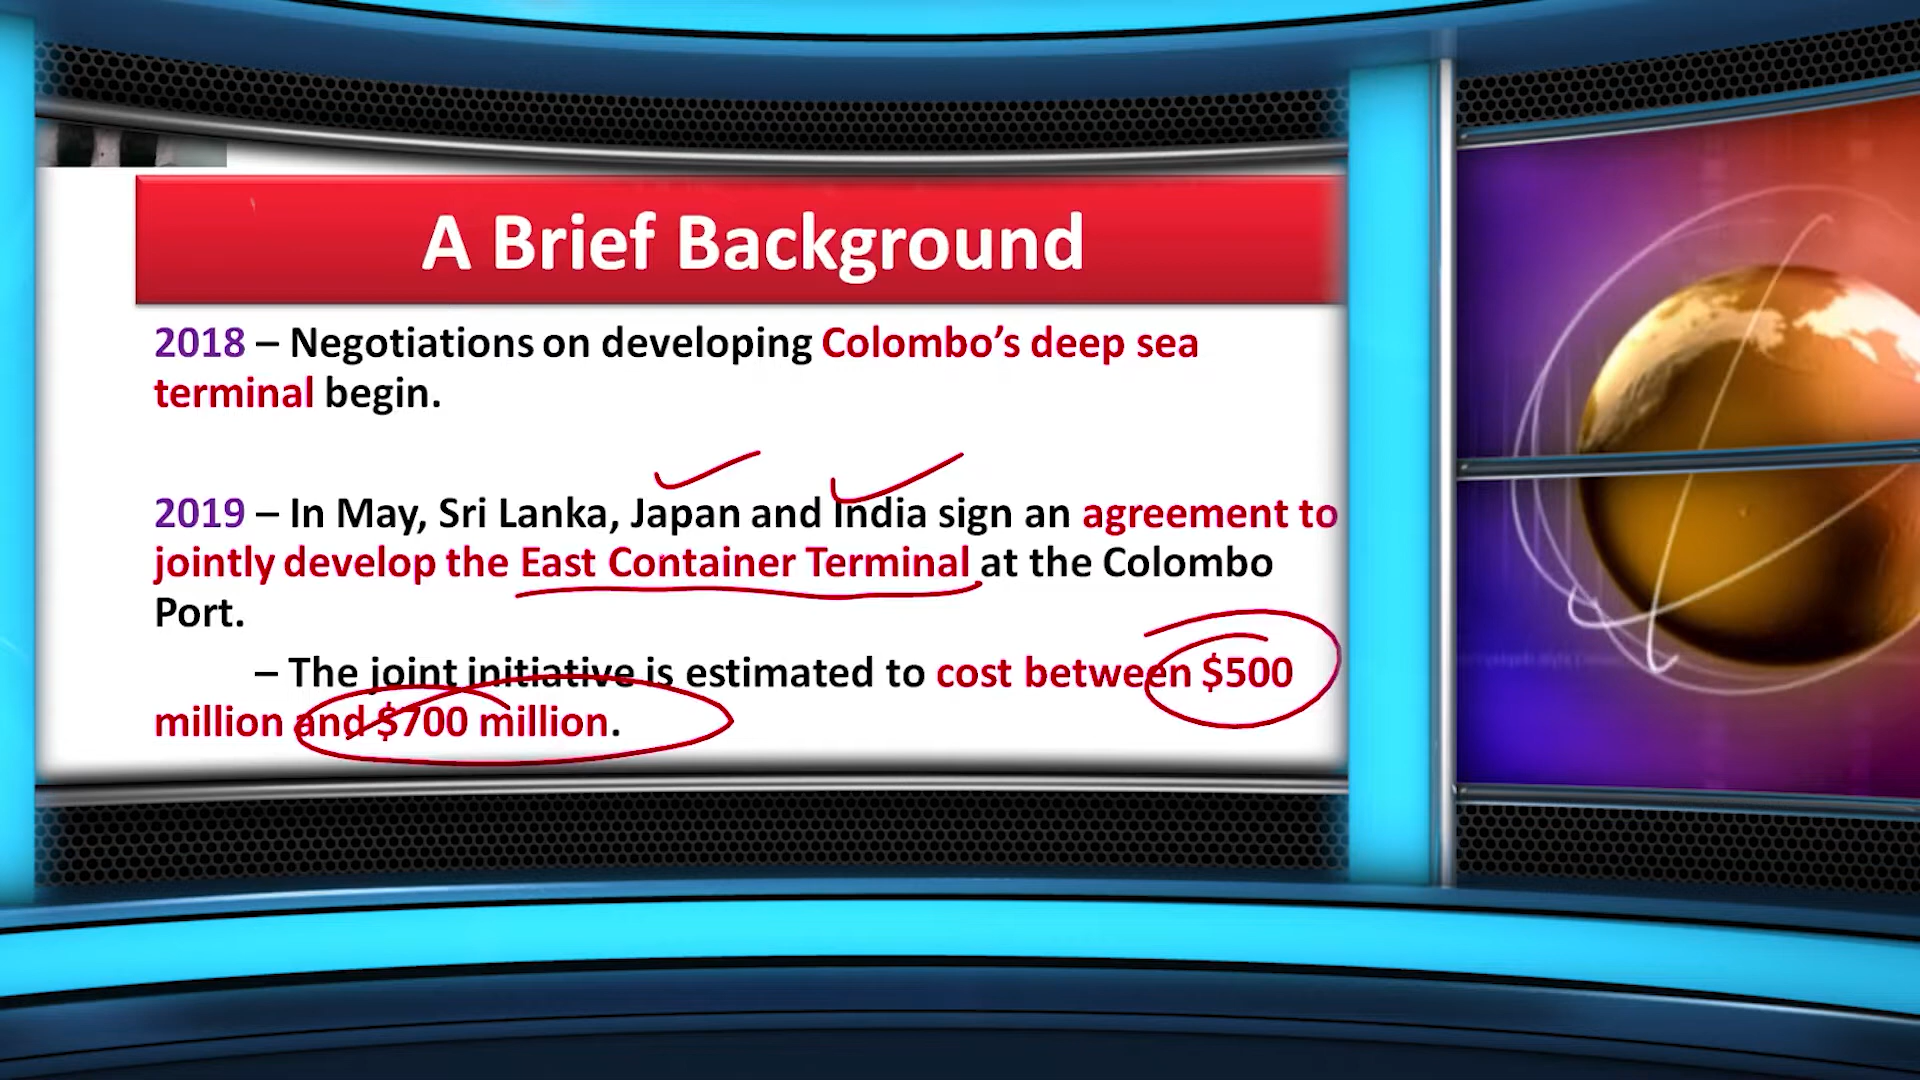 A Brief Background
2018 – Negotiations on developing Colombo’s deep sea
terminal begin.
2019 – In May, Sri Lanka, Japan and India sign an agreement to
jointly develop the East Container Terminal at the Colombo
Port.
– The joint initiative is estimated to cost between $500
million and $700 million.